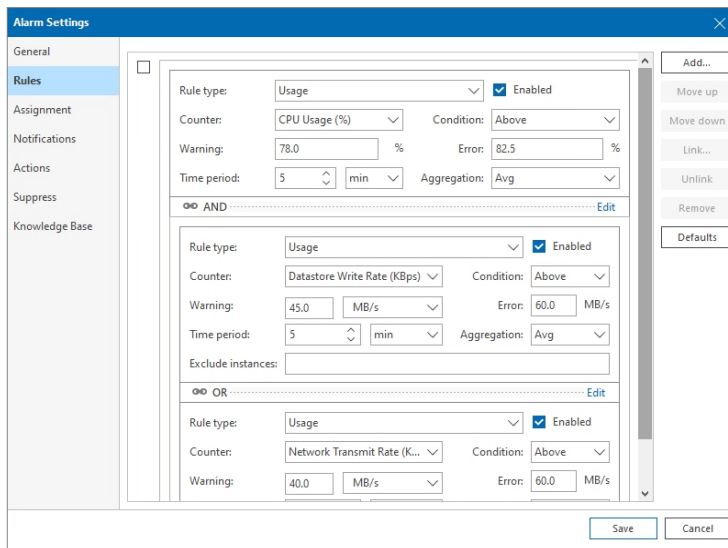 Alarm Settings
General
Rules
Assignment
Notifications
Actions
Suppress
Knowledge Base
Rule type: Usage Enabled
Counter: CPU Usage (%) Condition: Above
Warning: 78.0 % Error: 82.5 %
Time period: 5 min Aggregation: Avg
AND Edit
Rule type: Usage Enabled
Counter: Datastore Write Rate (KBps) Condition: Above
Warning: 45.0 MB/s Error: 60.0 MB/s
Time period: 5 min Aggregation: Avg
Exclude instances:
OR Edit
Rule type: Usage Enabled
Counter: Network Transmit Rate (K... Condition: Above
Warning: 40.0 MB/s Error: 60.0 MB/s
Add...
Move up
Move down
Link...
Unlink
Remove
Defaults
Save Cancel